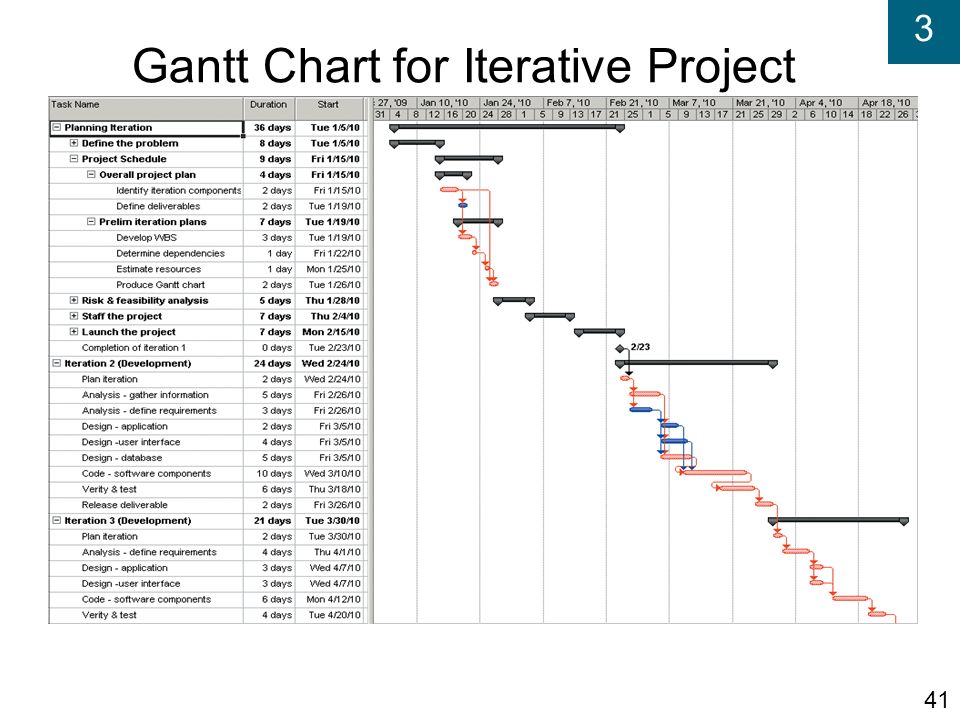 3
Gantt Chart for Iterative Project
Task Name Duration Start : 27, '09 Jan 10, '10 Jan 24, '10 Feb 7, '10 Feb 21, '10 Mar 7, '10 Mar 21, '10 Apr 4, '10 Apr 18, '10
31 4 8 12 16 20 24 28 1 5 9 13 17 21 25 1 5 9 13 17 21 25 29 2 6 10 14 18 22 26
Planning Iteration 36 days Tue 1/5/10
Define the problem 8 days Tue 1/5/10
Project Schedule 9 days Fri 1/15/10
Overall project plan 4 days Fri 1/15/10
Identify iteration components 2 days Fri 1/15/10
Define deliverables 2 days Tue 1/19/10
Prelim iteration plans 7 days Tue 1/19/10
Develop WBS 3 days Tue 1/19/10
Determine dependencies 1 day Fri 1/22/10
Estimate resources 1 day Mon 1/25/10
Produce Gantt chart 2 days Tue 1/26/10
Risk & feasibility analysis 5 days Thu 1/28/10
Staff the project 7 days Thu 2/4/10
Launch the project 7 days Mon 2/15/10
Completion of iteration 1 0 days Tue 2/23/10 2/23
Iteration 2 (Development) 24 days Wed 2/24/10
Plan iteration 2 days Wed 2/24/10
Analysis - gather information 5 days Fri 2/26/10
Analysis - define requirements 3 days Fri 2/26/10
Design - application 2 days Fri 3/5/10
Design -user interface 4 days Fri 3/5/10
Design - database 5 days Fri 3/5/10
Code - software components 10 days Wed 3/10/10
Verity & test 6 days Thu 3/18/10
Release deliverable 2 days Fri 3/26/10
Iteration 3 (Development) 21 days Tue 3/30/10
Plan iteration 2 days Tue 3/30/10
Analysis - define requirements 4 days Thu 4/1/10
Design - application 3 days Wed 4/7/10
Design -user interface 3 days Wed 4/7/10
Code - software components 6 days Mon 4/12/10
Verity & test 4 days Tue 4/20/10
41